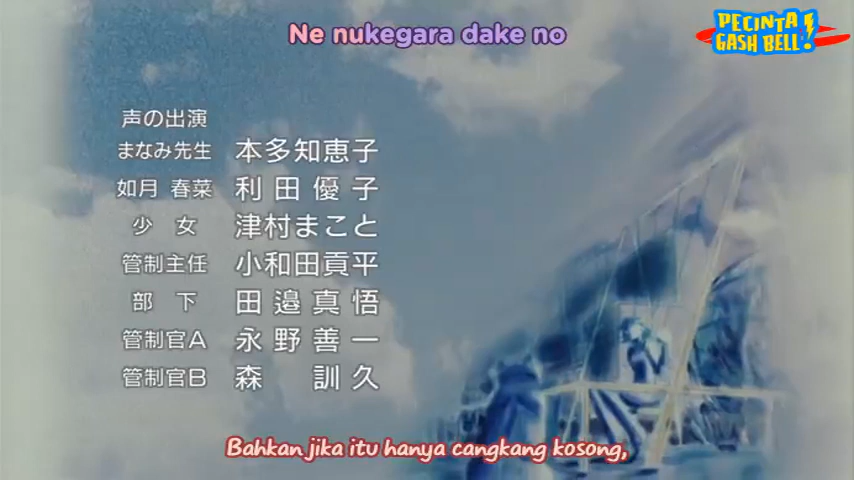 Ne nukegara dake no
PECINTA
GASH BELL!
声の出演
まなみ先生 本多知恵子
如月 春菜 利田優子
少女 津村まこと
管制主任 小和田貢平
部下 田邉真悟
管制官A 永野善一
管制官B 森訓久
Bahkan jika itu hanya cangkang kosong,